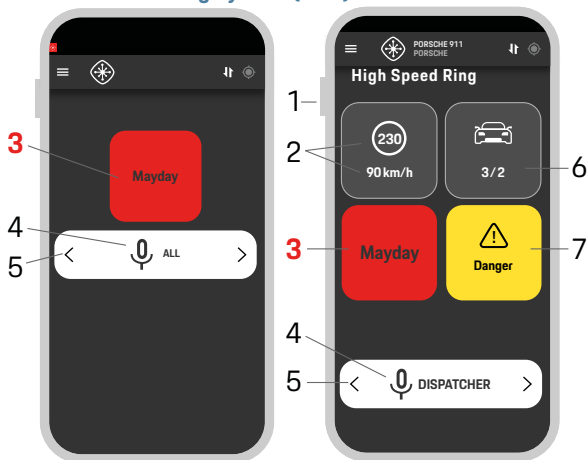 PORSCHE 911
PORSCHE
High Speed Ring
1
3
Mayday
2
230
90 km/h
3/2
6
4
ALL
5
3
Mayday
Danger
7
4
5
DISPATCHER